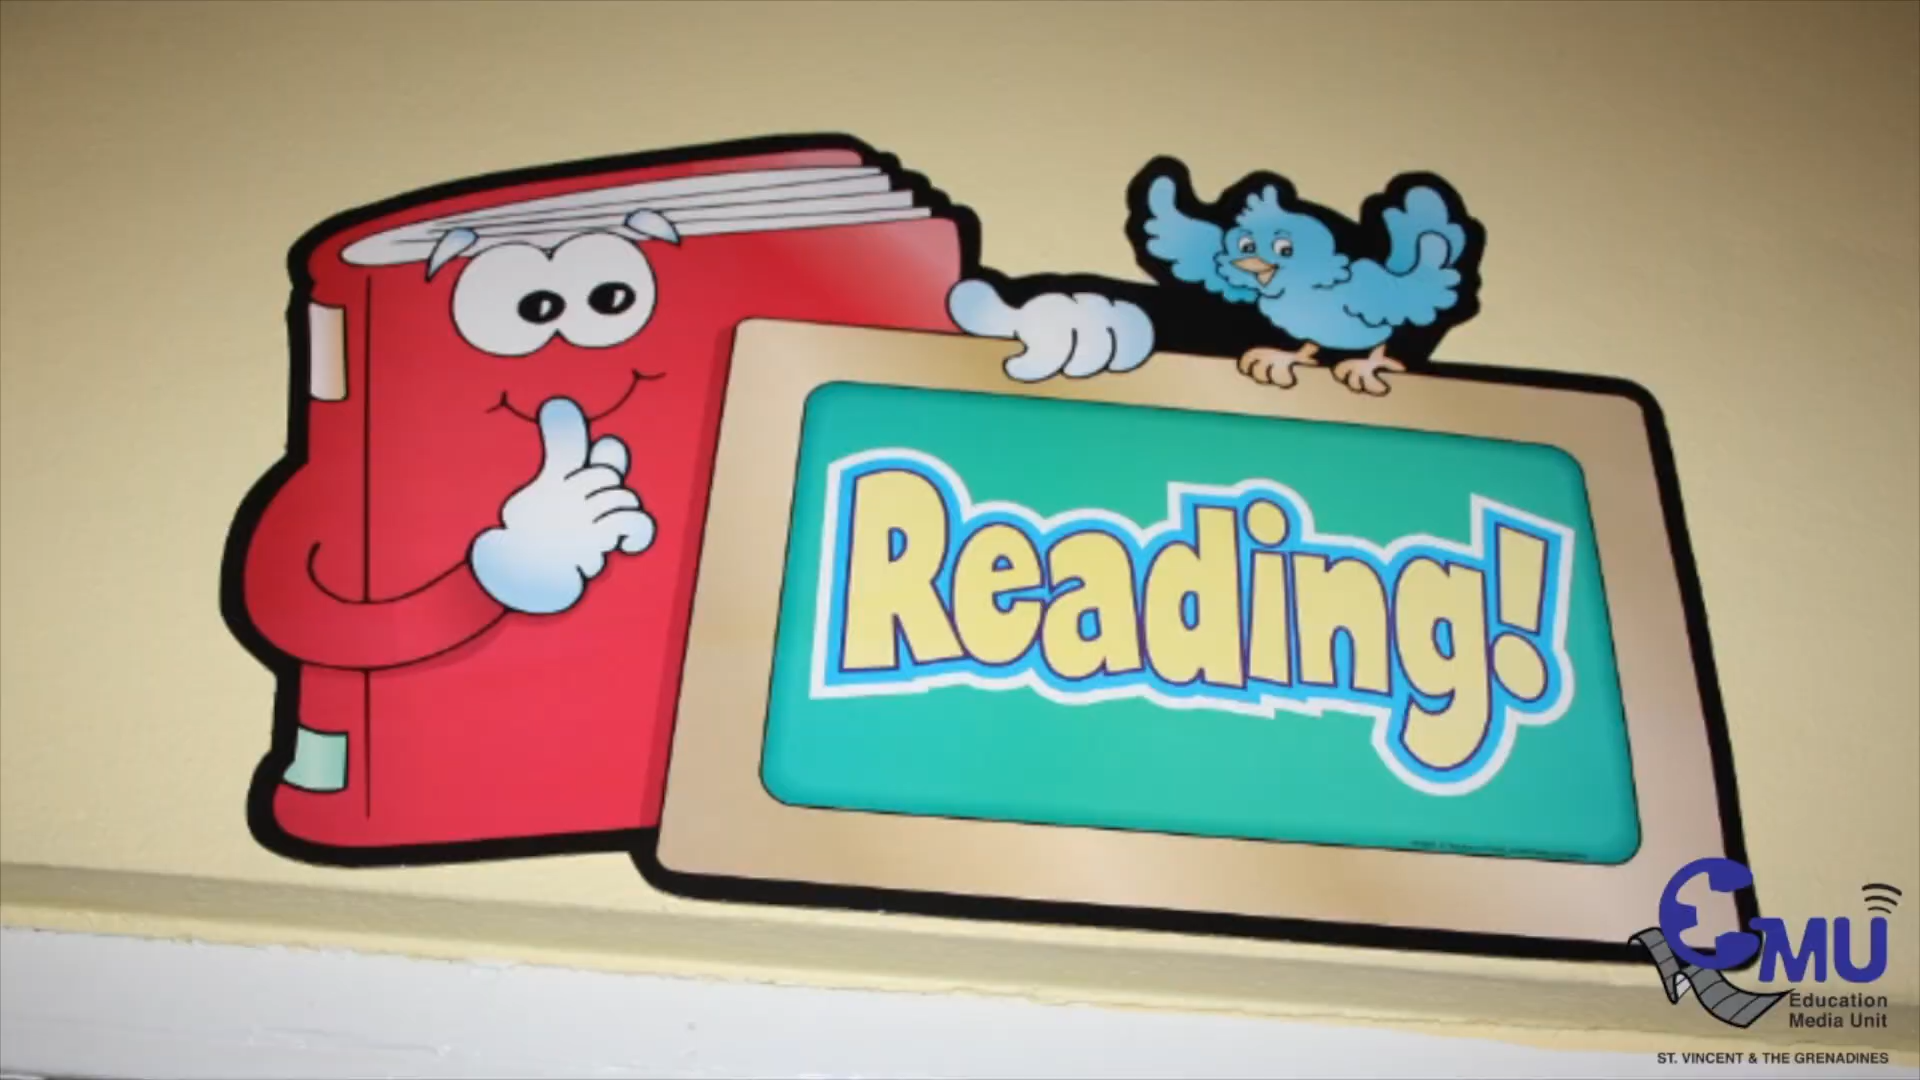 Reading!
EMU
Education
Media Unit
ST. VINCENT & THE GRENADINES